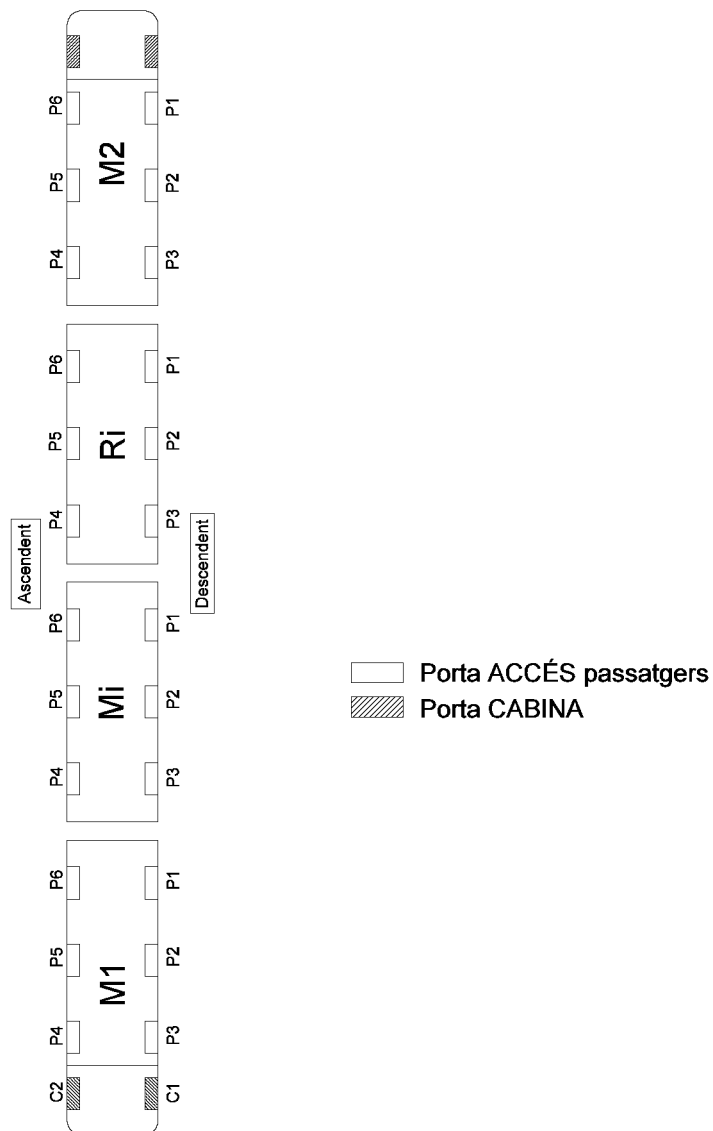 P6
P1
M2
P5
P2
P4
P3
P6
P1
Ri
P5
P2
P4
P3
Ascendent
Descendent
P6
P1
Mi
P5
P2
P4
P3
Porta ACCÉS passatgers
Porta CABINA
P6
P1
P5
P2
M1
P4
P3
C2
C1